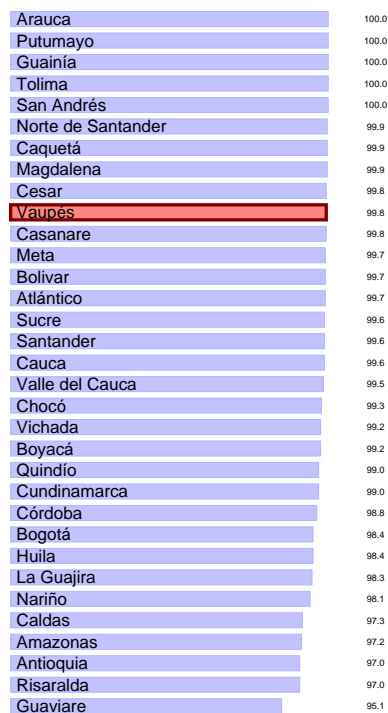 Arauca 100.0
Putumayo 100.0
Guainía 100.0
Tolima 100.0
San Andrés 100.0
Norte de Santander 99.9
Caquetá 99.9
Magdalena 99.9
Cesar 99.8
Vaupés 99.8
Casanare 99.8
Meta 99.7
Bolivar 99.7
Atlántico 99.7
Sucre 99.6
Santander 99.6
Cauca 99.6
Valle del Cauca 99.5
Chocó 99.3
Vichada 99.2
Boyacá 99.2
Quindío 99.0
Cundinamarca 99.0
Córdoba 98.8
Bogotá 98.4
Huila 98.4
La Guajira 98.3
Nariño 98.1
Caldas 97.3
Amazonas 97.2
Antioquia 97.0
Risaralda 97.0
Guaviare 95.1